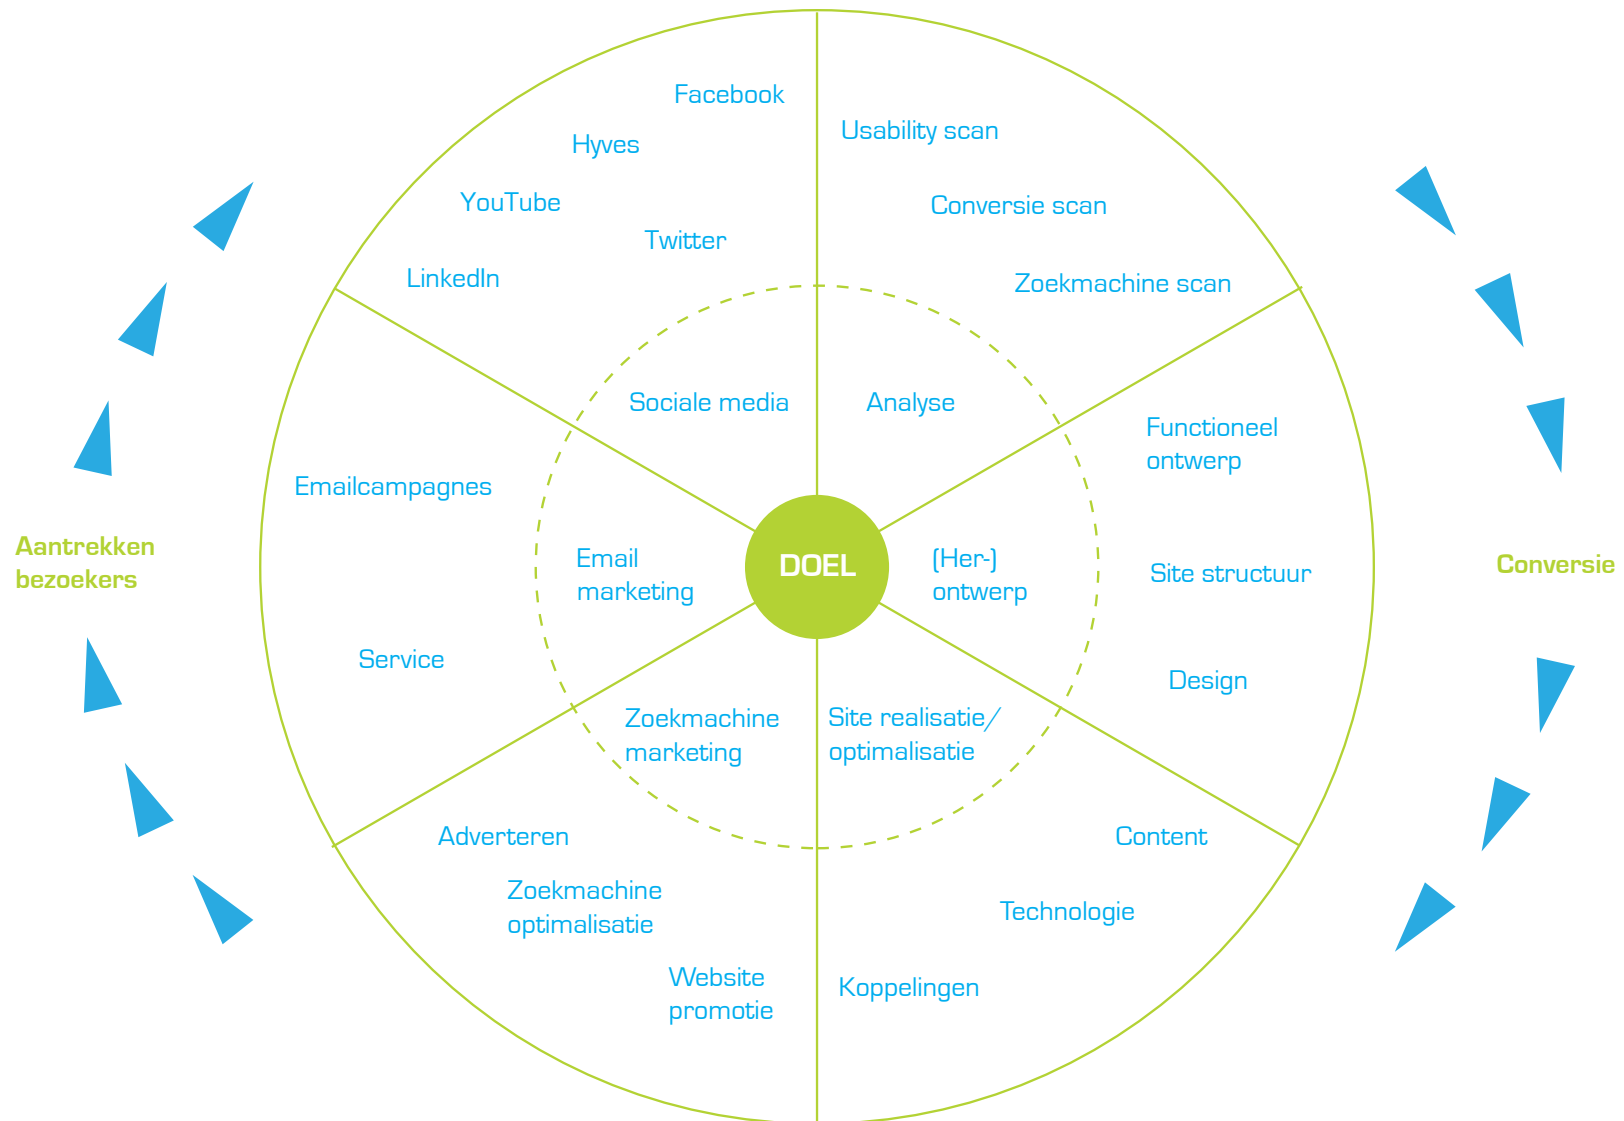 Facebook
Hyves
YouTube
Twitter
LinkedIn
Usability scan
Conversie scan
Zoekmachine scan
Sociale media
Analyse
Functioneel
ontwerp
Emailcampagnes
Aantrekken
bezoekers
Email
marketing
DOEL
(Her-)
ontwerp
Site structuur
Conversie
Service
Design
Zoekmachine
marketing
Site realisatie/
optimalisatie
Adverteren
Zoekmachine
optimalisatie
Website
promotie
Content
Technologie
Koppelingen